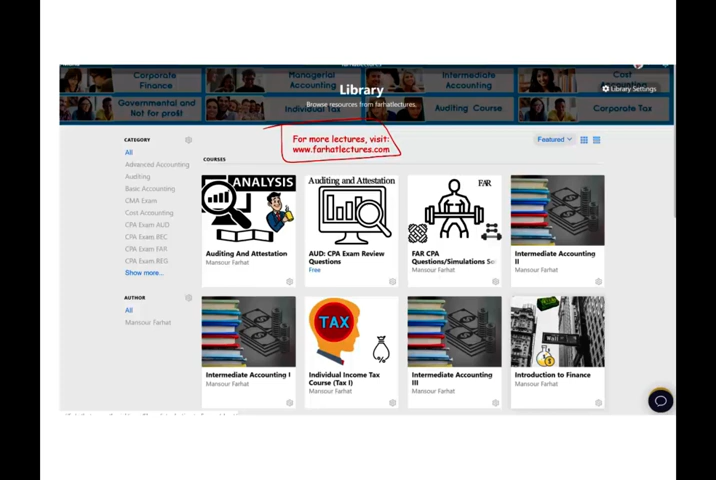 Corporate
Finance
Managerial
Accounting
Intermediate
Accounting
Cost
Accounting
Library
Library Settings
Browse resources from farhatlectures.
Governmental and
Not for profit
Individual Tax
Auditing Course
Corporate Tax
For more lectures, visit:
www.farhatlectures.com
Featured
CATEGORY
All
Advanced Accounting
Auditing
Basic Accounting
CMA Exam
Cost Accounting
CPA Exam AUD
CPA Exam BEC
CPA Exam FAR
CPA Exam REG
Show more...
AUTHOR
All
Mansour Farhat
COURSES
ANALYSIS
Auditing And Attestation
Mansour Farhat
Auditing and Attestation
AUD: CPA Exam Review
Questions
Free
FAR
FAR CPA
Questions/Simulations
Mansour Farhat
Intermediate Accounting
II
Mansour Farhat
Intermediate Accounting I
Mansour Farhat
TAX
Individual Income Tax
Course (Tax I)
Mansour Farhat
Intermediate Accounting
III
Mansour Farhat
Wall
Introduction to Finance
Mansour Farhat